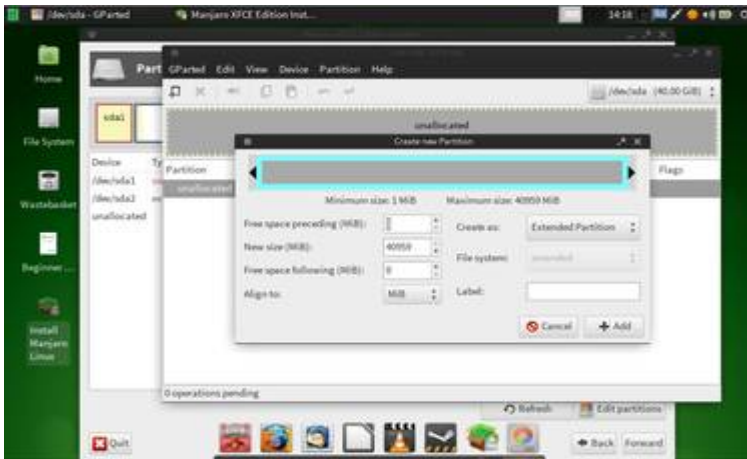 /dev/sda - GParted
Manjaro XFCE Edition Inst...
14:18
Home
File System
Wastebasket
Beginner ...
Install
Manjaro
Linux
Part
sda1
Device
Ty
/dev/sda1
/dev/sda2
unallocated
GParted Edit View Device Partition Help
/dev/sda (40.00 GiB)
unallocated
Partition
Flags
unallocated
Create new Partition
Minimum size: 1 MiB
Maximum size: 40959 MiB
Free space preceding (MiB):
Create as:
Extended Partition
New size (MiB):
40959
File system:
extended
Free space following (MiB):
0
Align to:
MiB
Label:
Cancel
Add
0 operations pending
Refresh
Edit partitions
Quit
Back
Forward